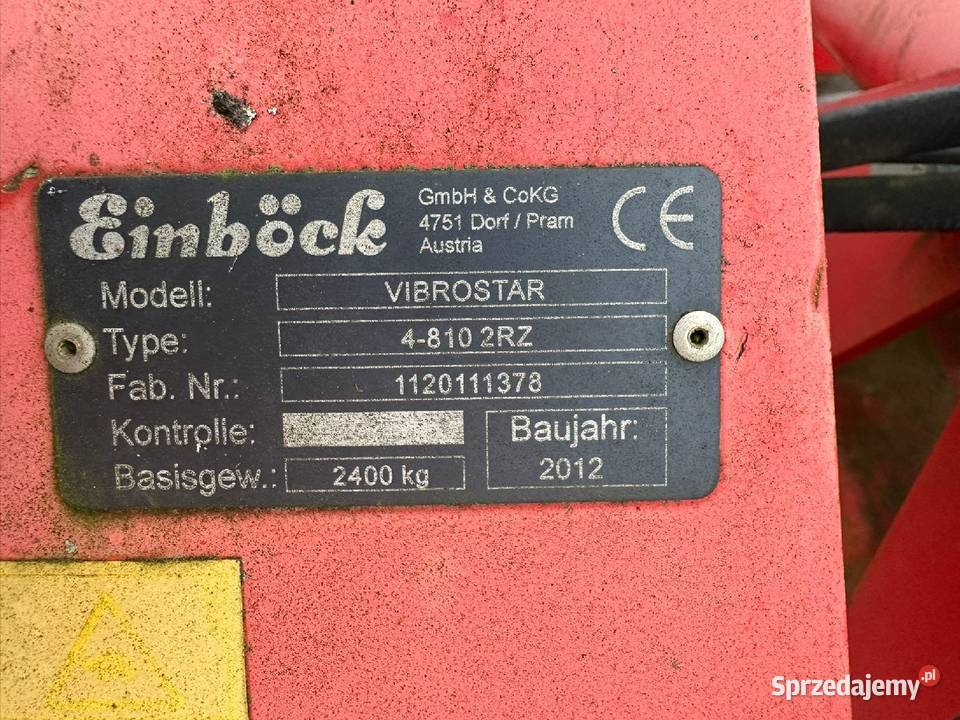 Einböck
GmbH & CoKG
4751 Dorf / Pram
Austria
CE
Modell: VIBROSTAR
Type: 4-810 2RZ
Fab. Nr.: 1120111378
Kontrolle:
Basisgew.: 2400 kg
Baujahr:
2012
Sprzedajemy.pl